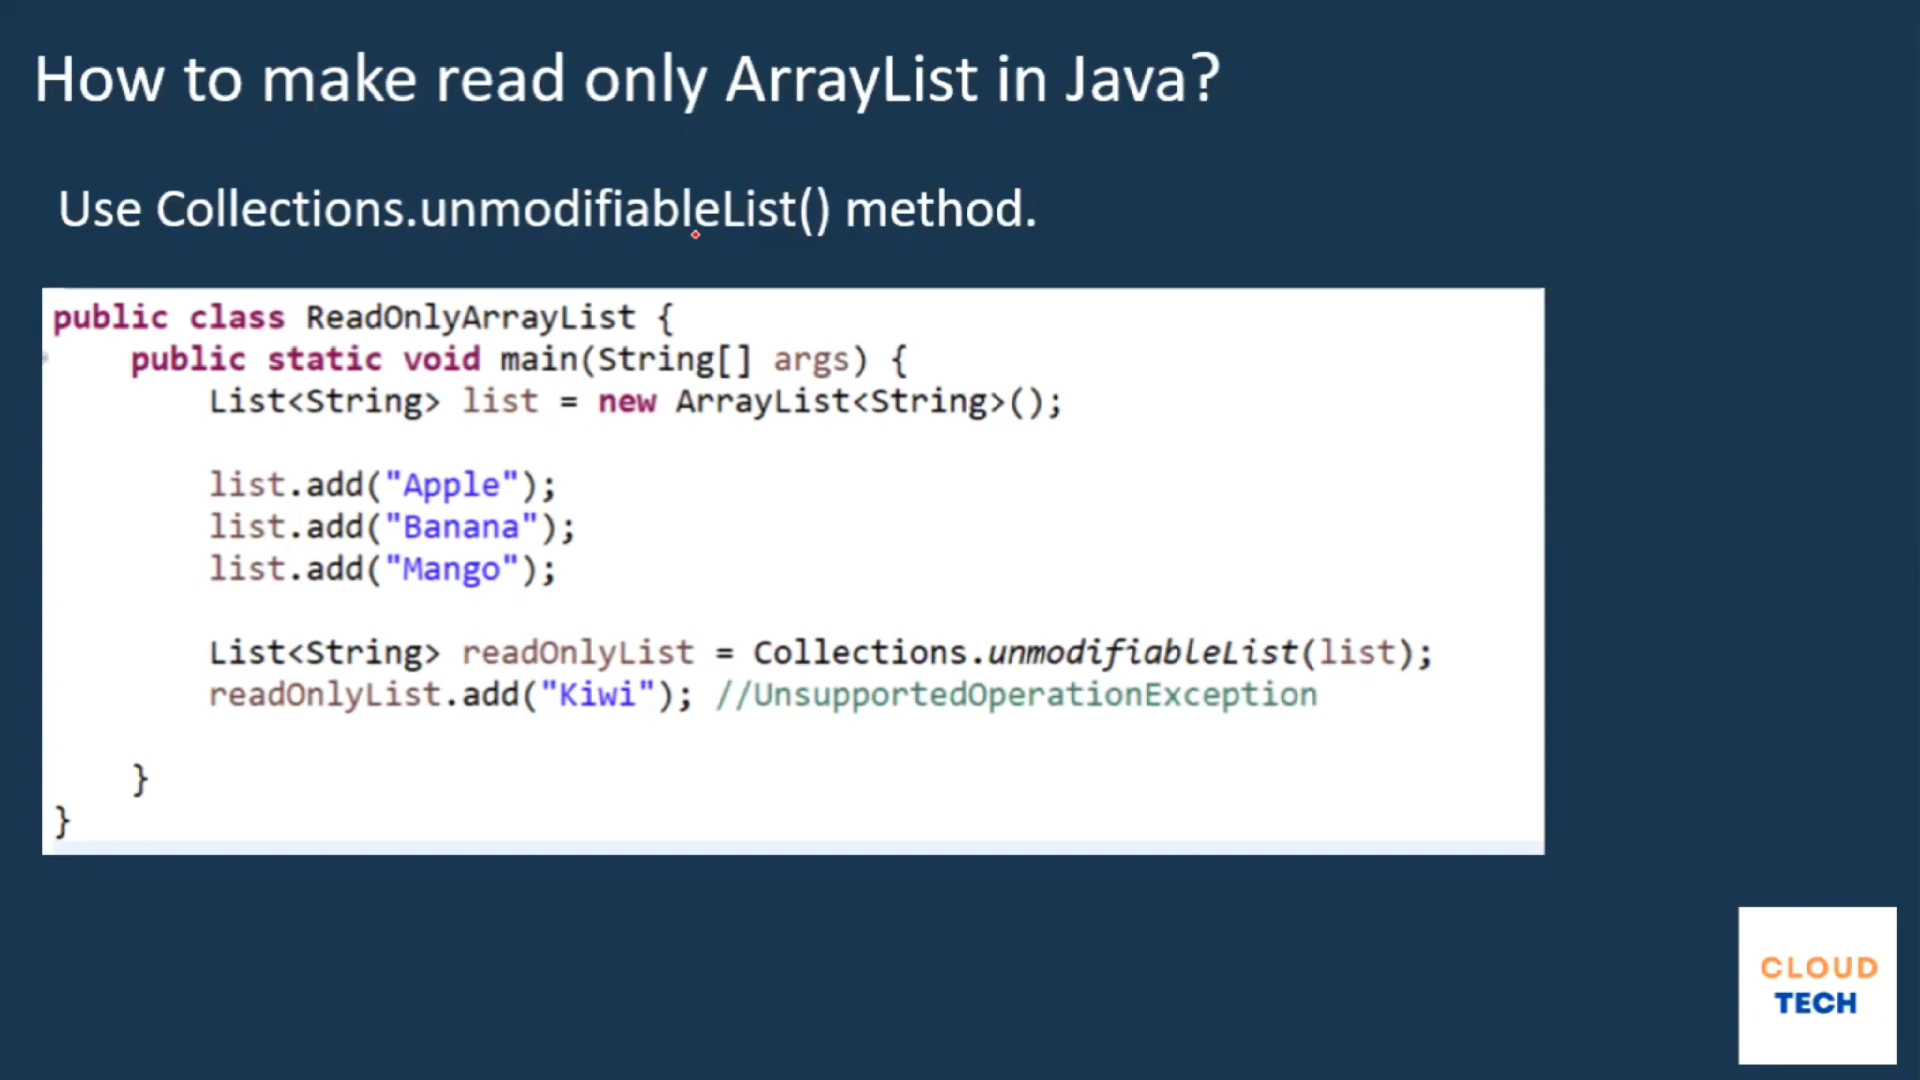 How to make read only ArrayList in Java?
Use Collections.unmodifiableList() method.
public class ReadOnlyArrayList {
public static void main(String[] args) {
List<String> list = new ArrayList<String>();
list.add("Apple");
list.add("Banana");
list.add("Mango");
List<String> readOnlyList = Collections.unmodifiableList(list);
readOnlyList.add("Kiwi"); //UnsupportedOperationException
}
}
CLOUD
TECH